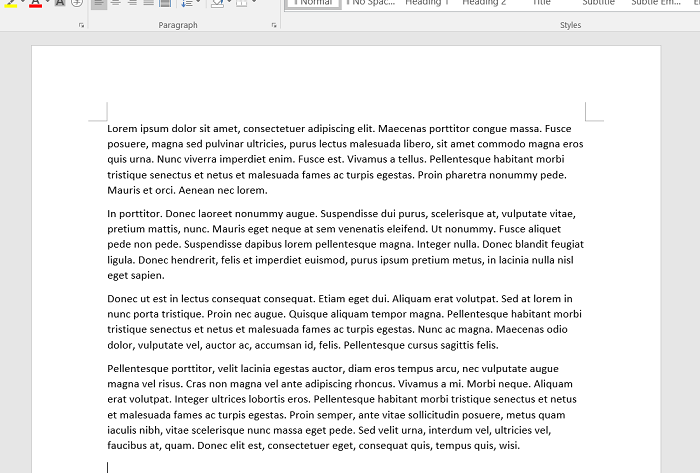 Paragraph
Styles
Normal
No Spac...
Heading 1
Heading 2
Title
Subtitle
Subtle Em...
Lorem ipsum dolor sit amet, consectetuer adipiscing elit. Maecenas porttitor congue massa. Fusce
posuere, magna sed pulvinar ultricies, purus lectus malesuada libero, sit amet commodo magna eros
quis urna. Nunc viverra imperdiet enim. Fusce est. Vivamus a tellus. Pellentesque habitant morbi
tristique senectus et netus et malesuada fames ac turpis egestas. Proin pharetra nonummy pede.
Mauris et orci. Aenean nec lorem.
In porttitor. Donec laoreet nonummy augue. Suspendisse dui purus, scelerisque at, vulputate vitae,
pretium mattis, nunc. Mauris eget neque at sem venenatis eleifend. Ut nonummy. Fusce aliquet
pede non pede. Suspendisse dapibus lorem pellentesque magna. Integer nulla. Donec blandit feugiat
ligula. Donec hendrerit, felis et imperdiet euismod, purus ipsum pretium metus, in lacinia nulla nisl
eget sapien.
Donec ut est in lectus consequat consequat. Etiam eget dui. Aliquam erat volutpat. Sed at lorem in
nunc porta tristique. Proin nec augue. Quisque aliquam tempor magna. Pellentesque habitant morbi
tristique senectus et netus et malesuada fames ac turpis egestas. Nunc ac magna. Maecenas odio
dolor, vulputate vel, auctor ac, accumsan id, felis. Pellentesque cursus sagittis felis.
Pellentesque porttitor, velit lacinia egestas auctor, diam eros tempus arcu, nec vulputate augue
magna vel risus. Cras non magna vel ante adipiscing rhoncus. Vivamus a mi. Morbi neque. Aliquam
erat volutpat. Integer ultrices lobortis eros. Pellentesque habitant morbi tristique senectus et netus
et malesuada fames ac turpis egestas. Proin semper, ante vitae sollicitudin posuere, metus quam
iaculis nibh, vitae scelerisque nunc massa eget pede. Sed velit urna, interdum vel, ultricies vel,
faucibus at, quam. Donec elit est, consectetuer eget, consequat quis, tempus quis, wisi.